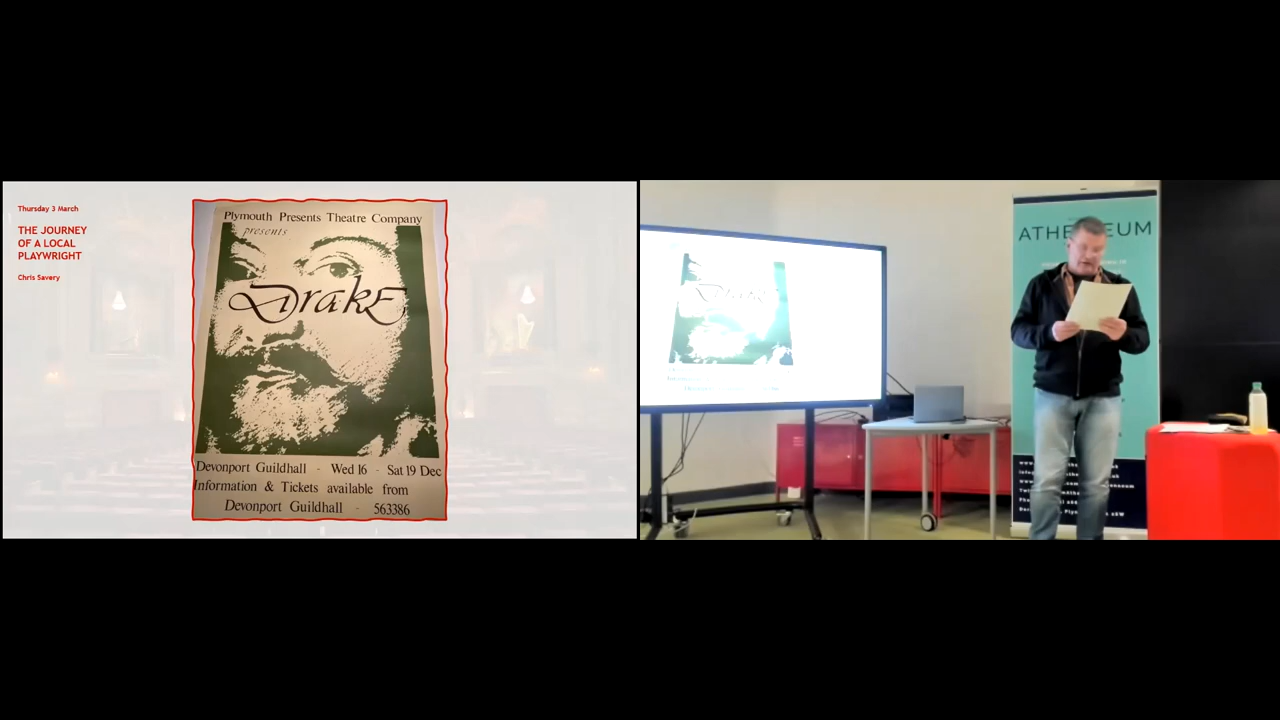 Thursday 3 March
THE JOURNEY
OF A LOCAL
PLAYWRIGHT
Chris Savery
Plymouth Presents Theatre Company
presents
Drake
Devonport Guildhall - Wed 16 - Sat 19 Dec
Information & Tickets available from
Devonport Guildhall - 563386
Drake